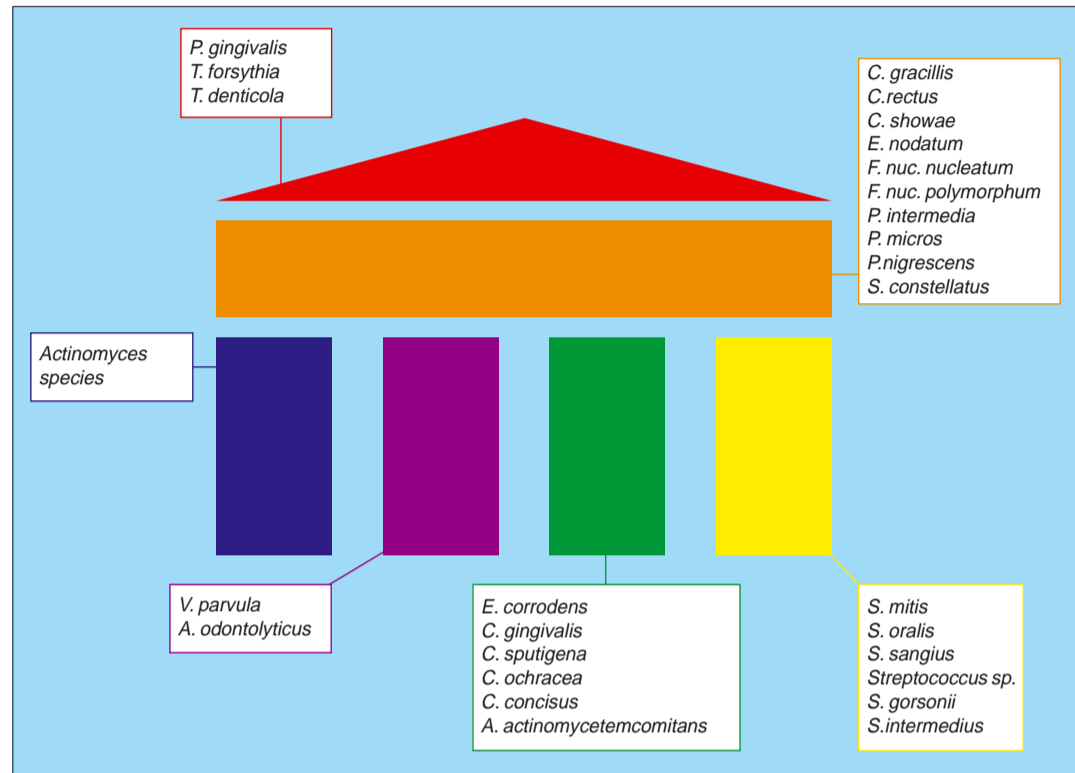 P. gingivalis
T. forsythia
T. denticola
C. gracillis
C.rectus
C. showae
E. nodatum
F. nuc. nucleatum
F. nuc. polymorphum
P. intermedia
P. micros
P.nigrescens
S. constellatus
Actinomyces
species
V. parvula
A. odontolyticus
E. corrodens
C. gingivalis
C. sputigena
C. ochracea
C. concisus
A. actinomycetemcomitans
S. mitis
S. oralis
S. sangius
Streptococcus sp.
S. gorsonii
S.intermedius